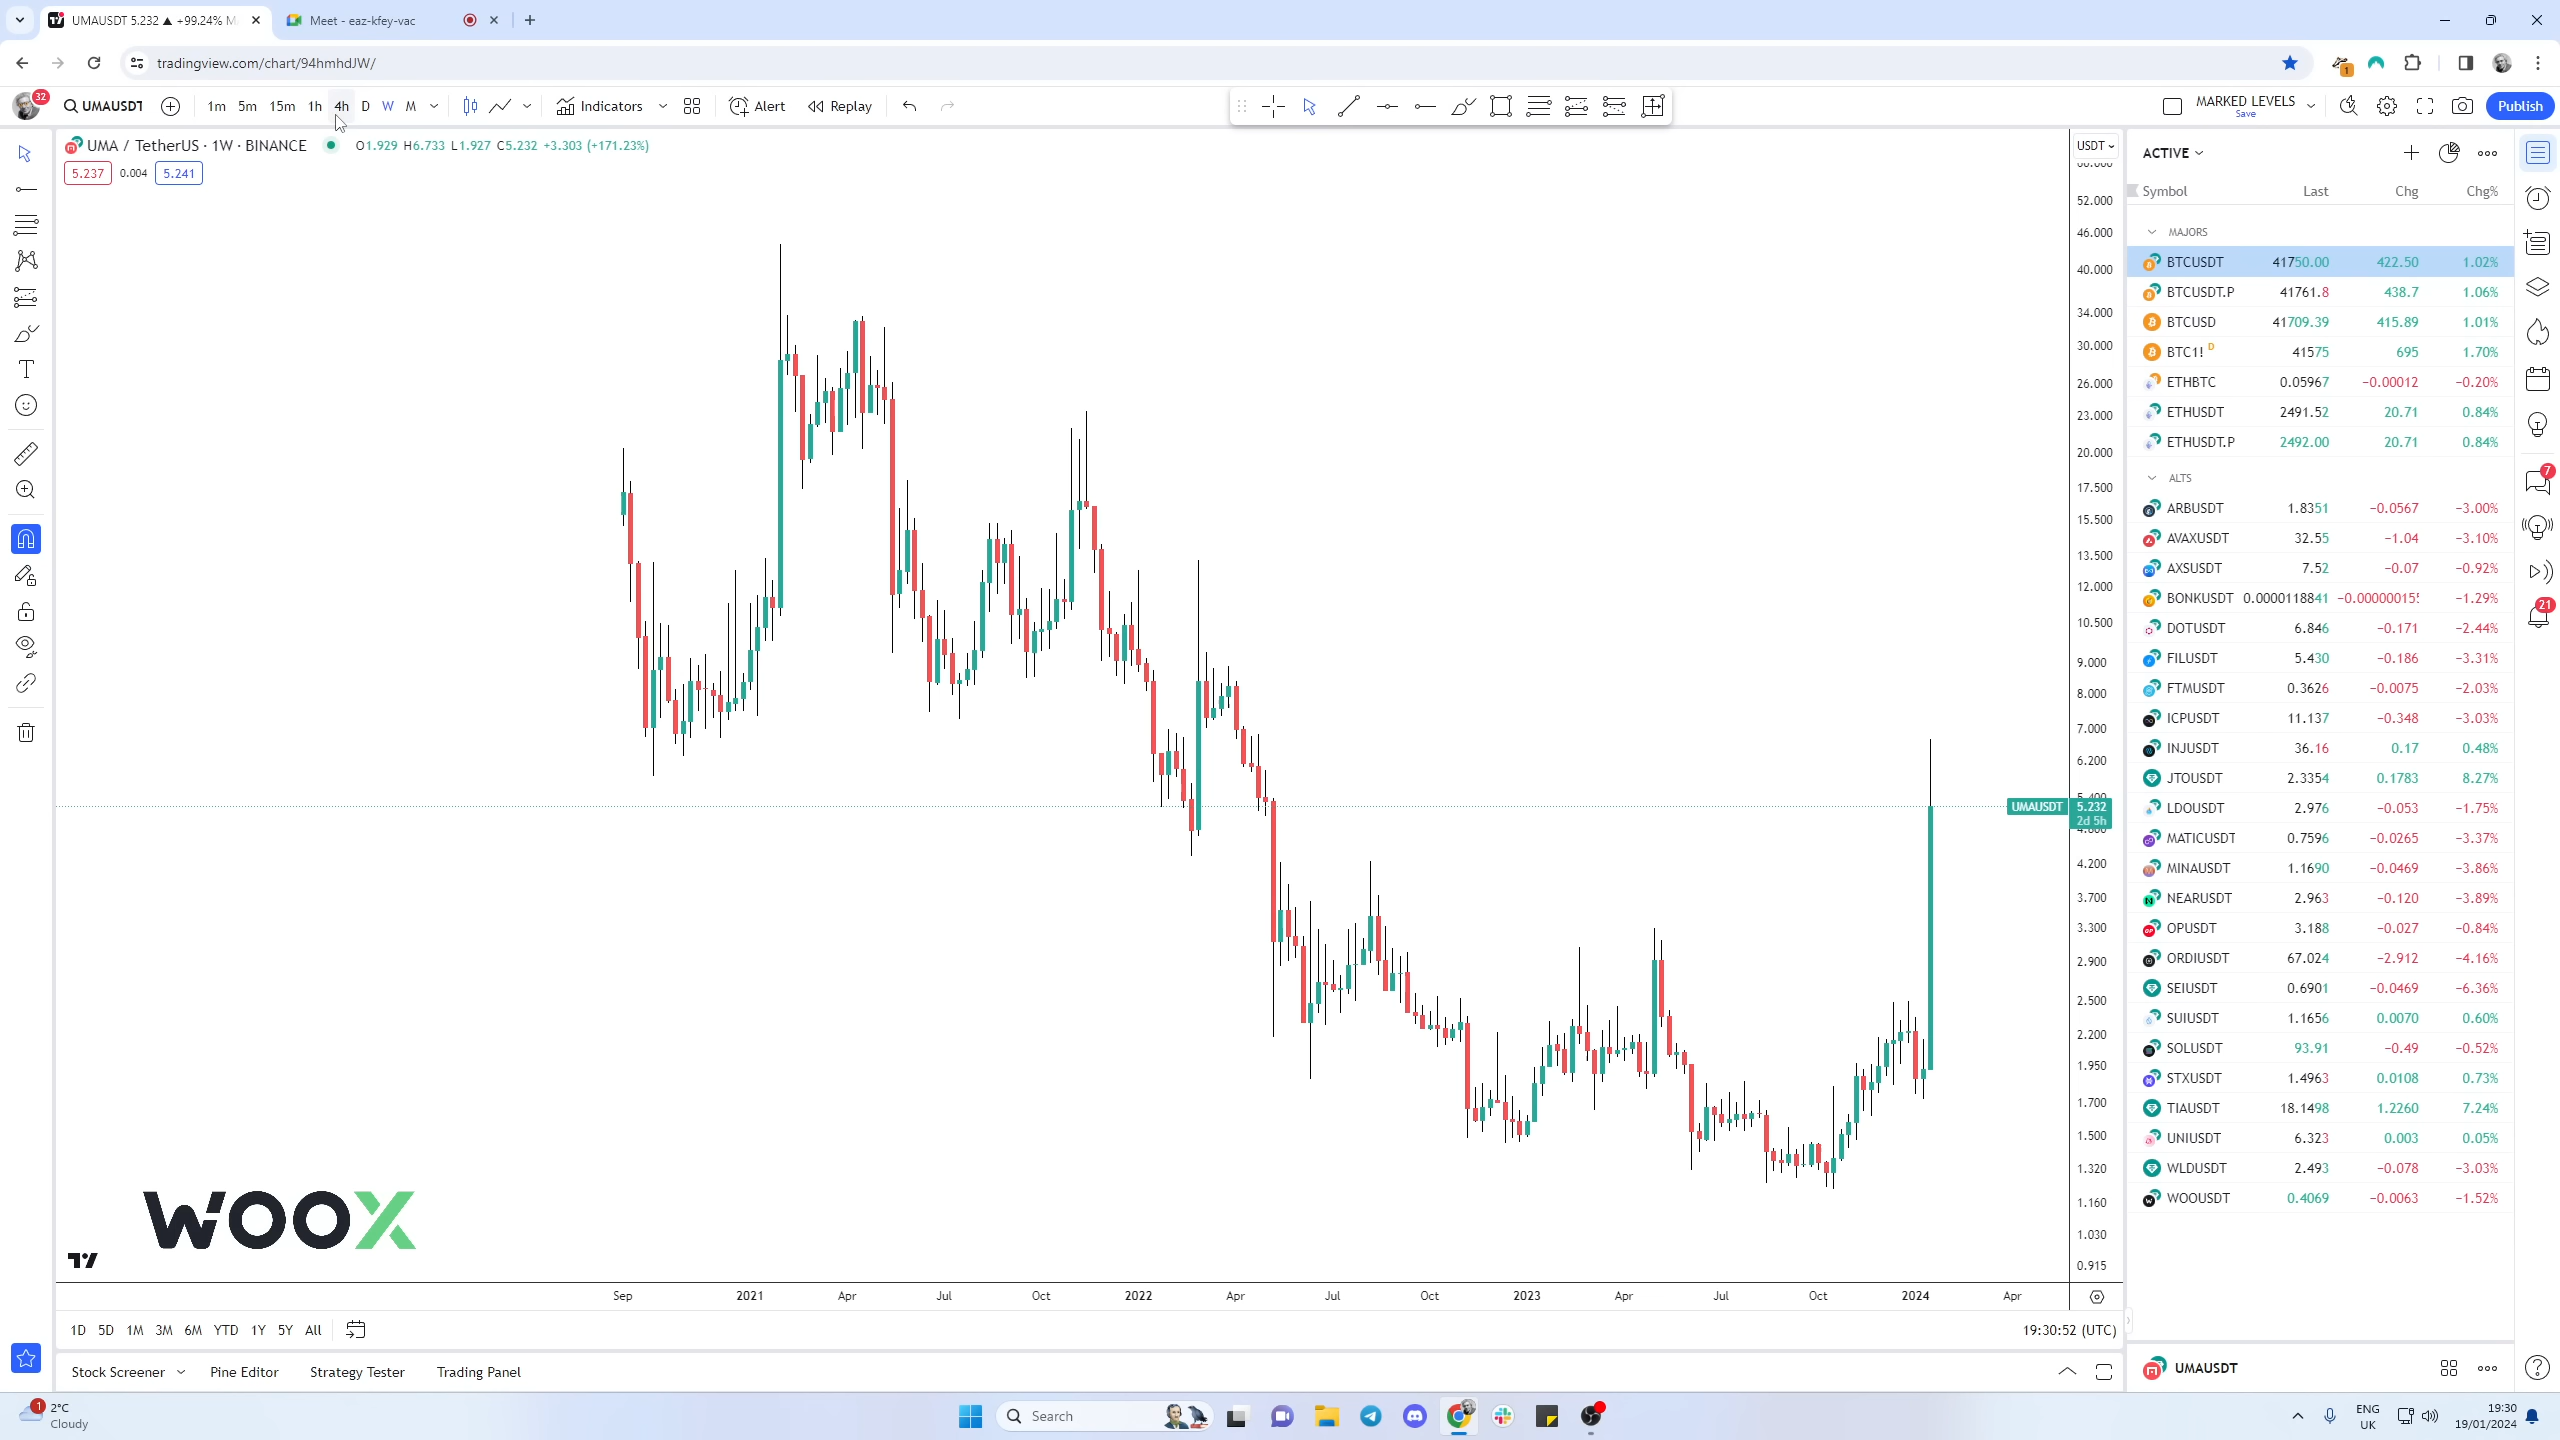 UMAUSDT 5.232 ▲ +99.24% M
Meet - eaz-kfey-vac
tradingview.com/chart/94hmhdJW/
1
32
UMAUSDT
1m 5m 15m 1h 4h D W M
Indicators
Alert
Replay
MARKED LEVELS
Save
Publish
UMA / TetherUS · 1W · BINANCE
O1.929 H6.733 L1.927 C5.232 +3.303 (+171.23%)
5.237 0.004 5.241
USDT
52.000
46.000
40.000
34.000
30.000
26.000
23.000
20.000
17.500
15.500
13.500
12.000
10.500
9.000
8.000
7.000
6.200
UMAUSDT 5.232
2d 5h
4.200
3.700
3.300
2.900
2.500
2.200
1.950
1.700
1.500
1.320
1.160
1.030
0.915
WOOX
Sep 2021 Apr Jul Oct 2022 Apr Jul Oct 2023 Apr Jul Oct 2024 Apr
1D 5D 1M 3M 6M YTD 1Y 5Y All
19:30:52 (UTC)
Stock Screener Pine Editor Strategy Tester Trading Panel
ACTIVE
Symbol Last Chg Chg%
MAJORS
BTCUSDT 41750.00 422.50 1.02%
BTCUSDT.P 41761.8 438.7 1.06%
BTCUSD 41709.39 415.89 1.01%
BTC1! D 41575 695 1.70%
ETHBTC 0.05967 −0.00012 −0.20%
ETHUSDT 2491.52 20.71 0.84%
ETHUSDT.P 2492.00 20.71 0.84%
ALTS
ARBUSDT 1.8351 −0.0567 −3.00%
AVAXUSDT 32.55 −1.04 −3.10%
AXSUSDT 7.52 −0.07 −0.92%
BONKUSDT 0.0000118841 −0.000000155 −1.29%
DOTUSDT 6.846 −0.171 −2.44%
FILUSDT 5.430 −0.186 −3.31%
FTMUSDT 0.3626 −0.0075 −2.03%
ICPUSDT 11.137 −0.348 −3.03%
INJUSDT 36.16 0.17 0.48%
JTOUSDT 2.3354 0.1783 8.27%
LDOUSDT 2.976 −0.053 −1.75%
MATICUSDT 0.7596 −0.0265 −3.37%
MINAUSDT 1.1690 −0.0469 −3.86%
NEARUSDT 2.963 −0.120 −3.89%
OPUSDT 3.188 −0.027 −0.84%
ORDIUSDT 67.024 −2.912 −4.16%
SEIUSDT 0.6901 −0.0469 −6.36%
SUIUSDT 1.1656 0.0070 0.60%
SOLUSDT 93.91 −0.49 −0.52%
STXUSDT 1.4963 0.0108 0.73%
TIAUSDT 18.1498 1.2260 7.24%
UNIUSDT 6.323 0.003 0.05%
WLDUSDT 2.493 −0.078 −3.03%
WOOUSDT 0.4069 −0.0063 −1.52%
UMAUSDT
7
21
1
2°C
Cloudy
Search
ENG
UK
19:30
19/01/2024